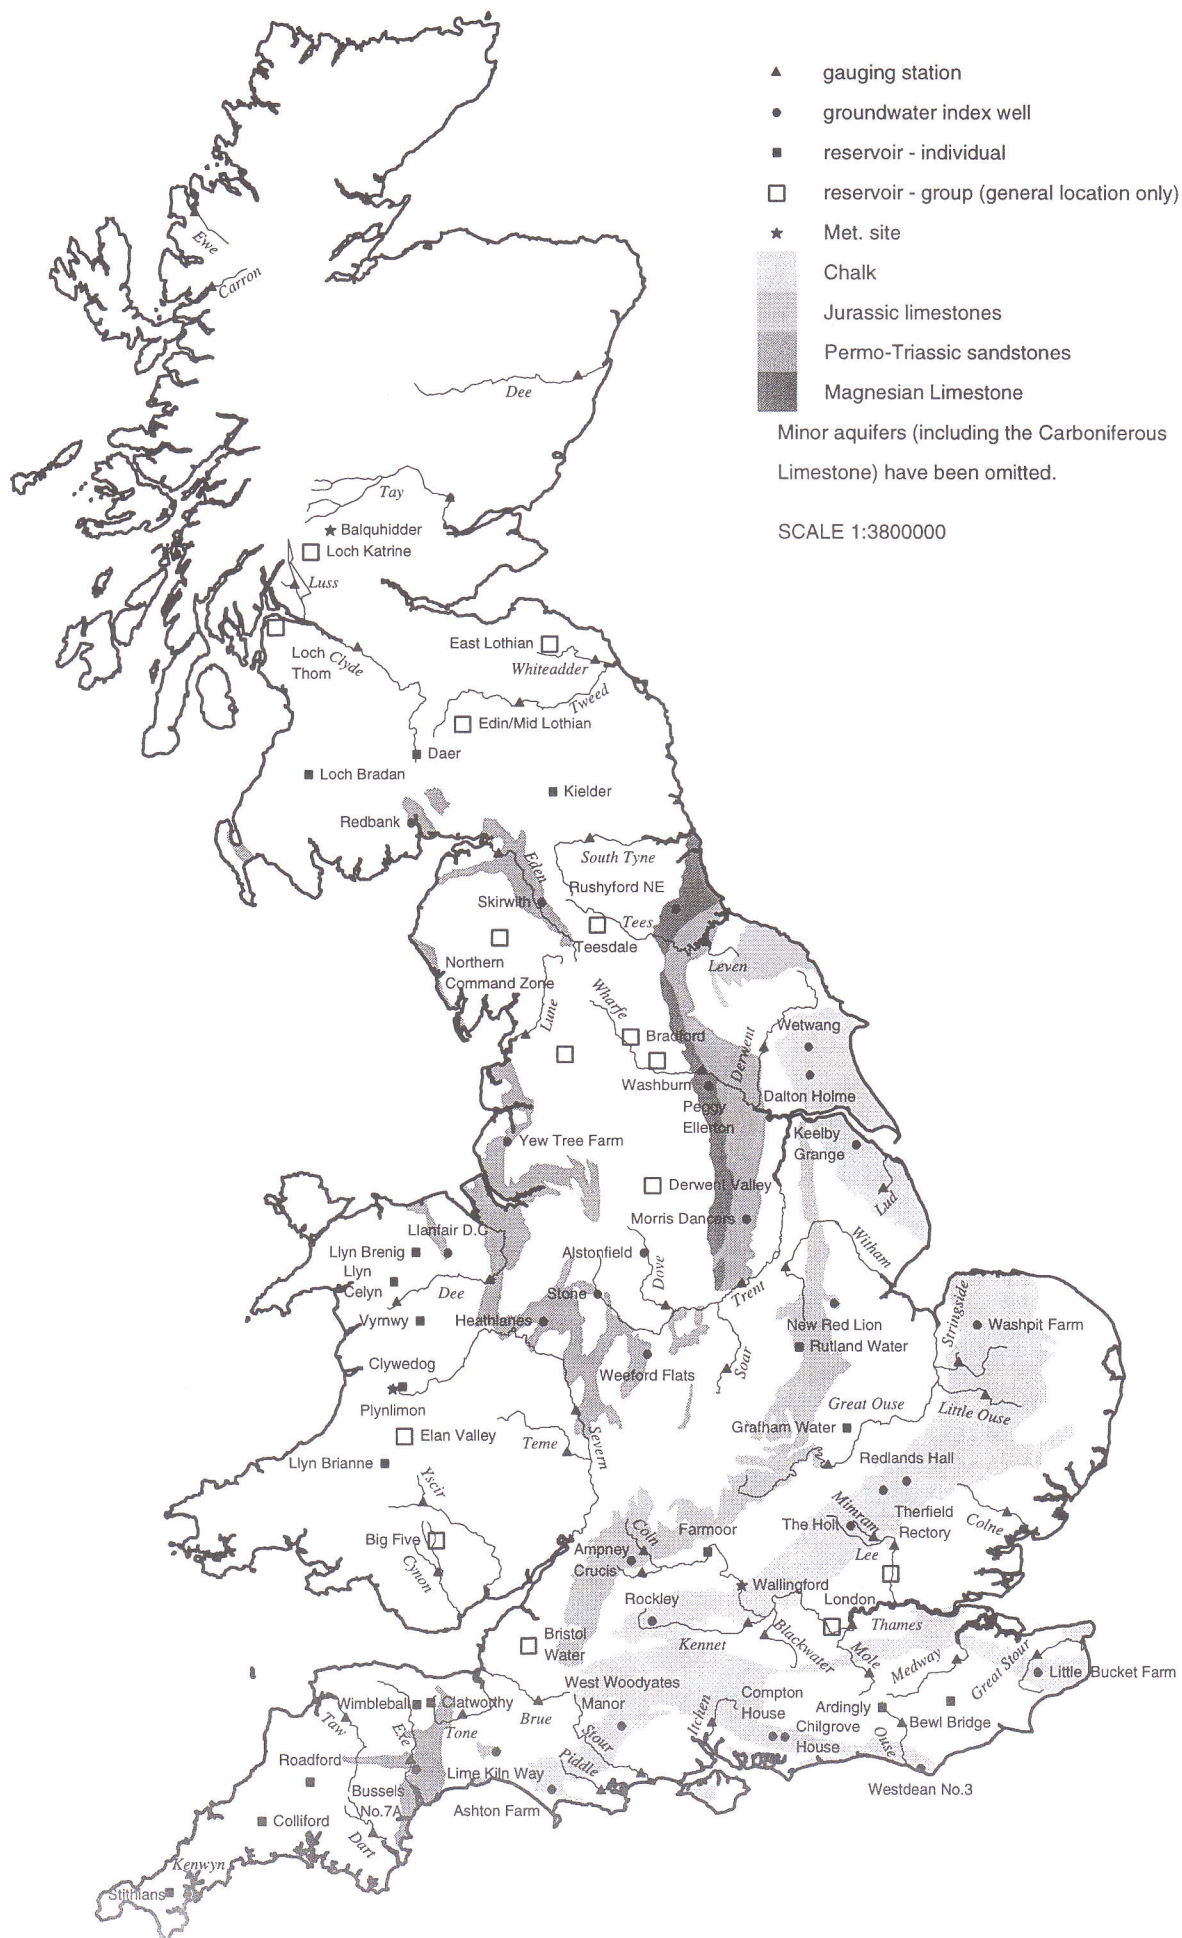 gauging station
groundwater index well
reservoir - individual
reservoir - group (general location only)
Met. site
Chalk
Jurassic limestones
Permo-Triassic sandstones
Magnesian Limestone
Minor aquifers (including the Carboniferous
Limestone) have been omitted.
SCALE 1:3800000
Ewe
Carron
Dee
Tay
Balquhidder
Loch Katrine
Luss
East Lothian
Loch
Thom
Clyde
Whiteadder
Tweed
Edin/Mid Lothian
Daer
Loch Bradan
Kielder
Redbank
South Tyne
Eden
Rushyford NE
Skirwith
Tees
Teesdale
Northern
Command Zone
Leven
Lune
Wharfe
Wetwang
Bradford
Derwent
Washburn
Dalton Holme
Peggy
Ellerton
Keelby
Grange
Yew Tree Farm
Derwent Valley
Lud
Morris Dancers
Llanfair D.C
Llyn Brenig
Alstonfield
Witham
Llyn
Celyn
Dee
Dove
Stone
Trent
Vyrnwy
Heathlanes
New Red Lion
Stringside
Washpit Farm
Rutland Water
Clywedog
Weeford Flats
Soar
Plynlimon
Great Ouse
Little Ouse
Elan Valley
Teme
Severn
Grafham Water
Llyn Brianne
Redlands Hall
Yscir
Mimram
Therfield
Rectory
Colne
Big Five
Coln
Farmoor
The Holt
Ampney
Crucis
Lee
Cynon
Wallingford
London
Rockley
Thames
Kennet
Blackwater
Mole
Bristol
Water
Medway
Great Stour
Little Bucket Farm
West Woodyates
Manor
Compton
House
Wimbleball
Clatworthy
Itchen
Ardingly
Bewl Bridge
Taw
Exe
Tone
Brue
Stour
Chilgrove
House
Ouse
Roadford
Lime Kiln Way
Piddle
Bussels
No.7A
Ashton Farm
Westdean No.3
Colliford
Dart
Kenwyn
Stithians